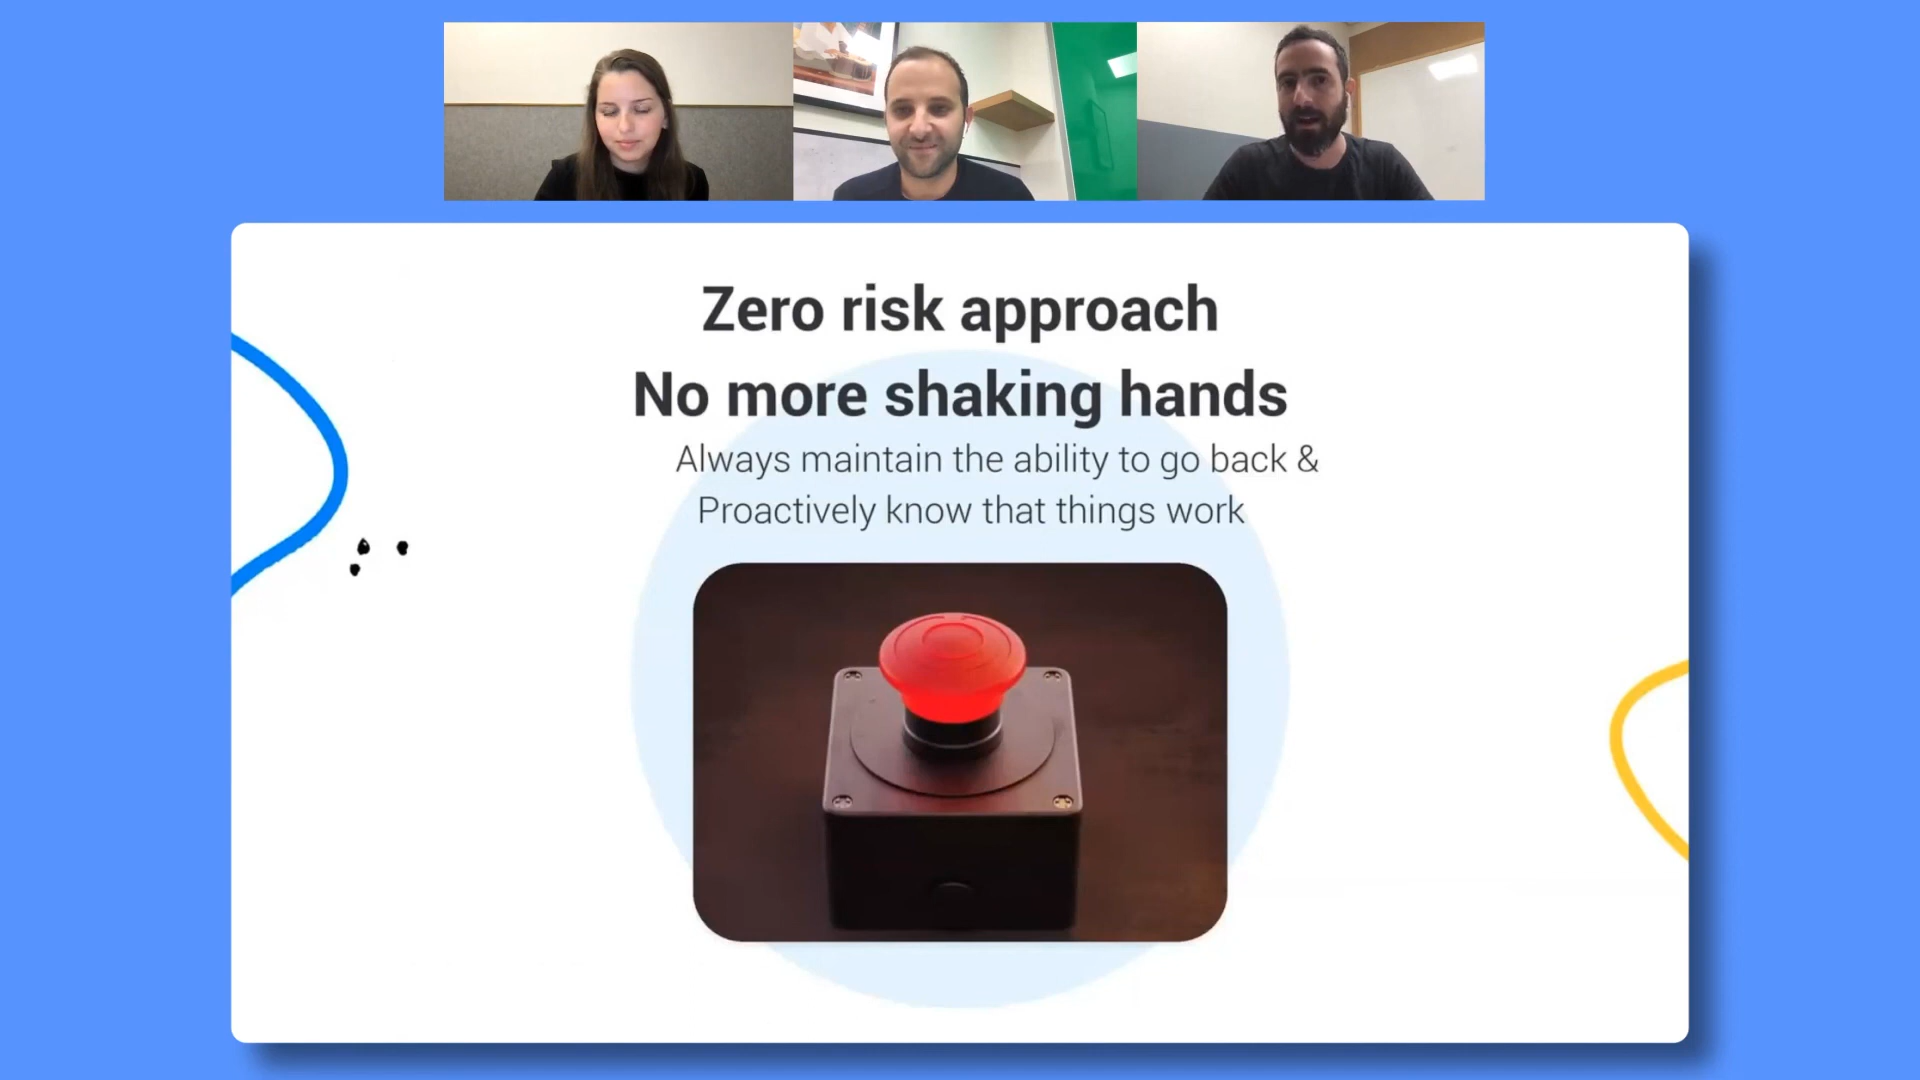 Zero risk approach
No more shaking hands
Always maintain the ability to go back &
Proactively know that things work